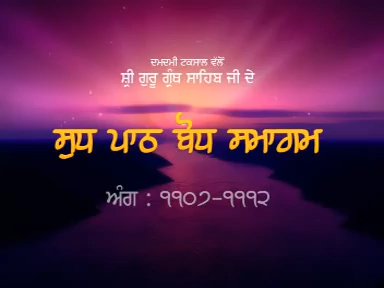 ਦਮਦਮੀ ਟਕਸਾਲ ਵੱਲੋਂ
ਸ਼੍ਰੀ ਗੁਰੂ ਗ੍ਰੰਥ ਸਾਹਿਬ ਜੀ ਦੇ
ਸੁਧ ਪਾਠ ਬੋਧ ਸਮਾਗਮ
ਅੰਗ : ੧੧੦੭-੧੧੧੨